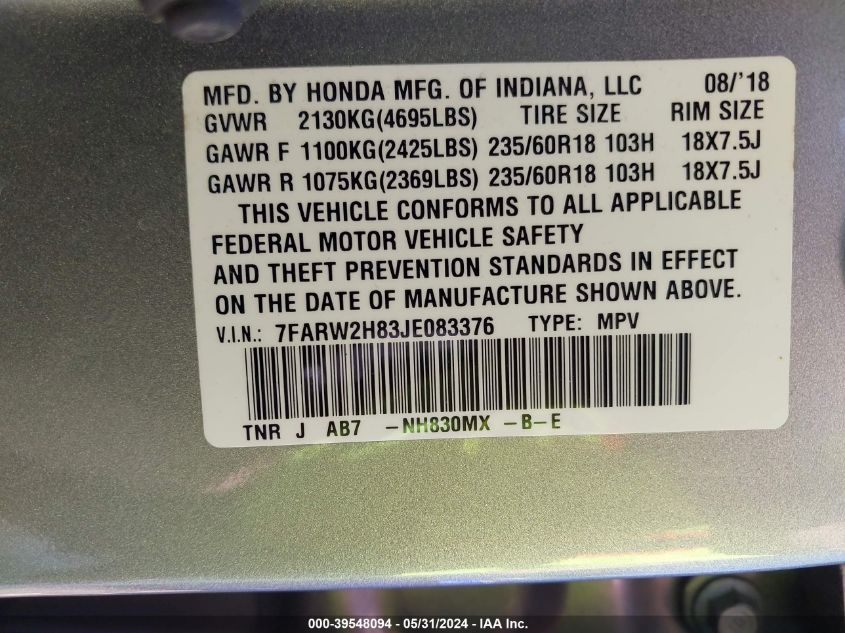 MFD. BY HONDA MFG. OF INDIANA, LLC 08/'18
GVWR 2130KG(4695LBS) TIRE SIZE RIM SIZE
GAWR F 1100KG(2425LBS) 235/60R18 103H 18X7.5J
GAWR R 1075KG(2369LBS) 235/60R18 103H 18X7.5J
THIS VEHICLE CONFORMS TO ALL APPLICABLE
FEDERAL MOTOR VEHICLE SAFETY
AND THEFT PREVENTION STANDARDS IN EFFECT
ON THE DATE OF MANUFACTURE SHOWN ABOVE.
V.I.N.: 7FARW2H83JE083376 TYPE: MPV
TNR J AB7 -NH830MX -B-E
000-39548094 - 05/31/2024 - IAA Inc.